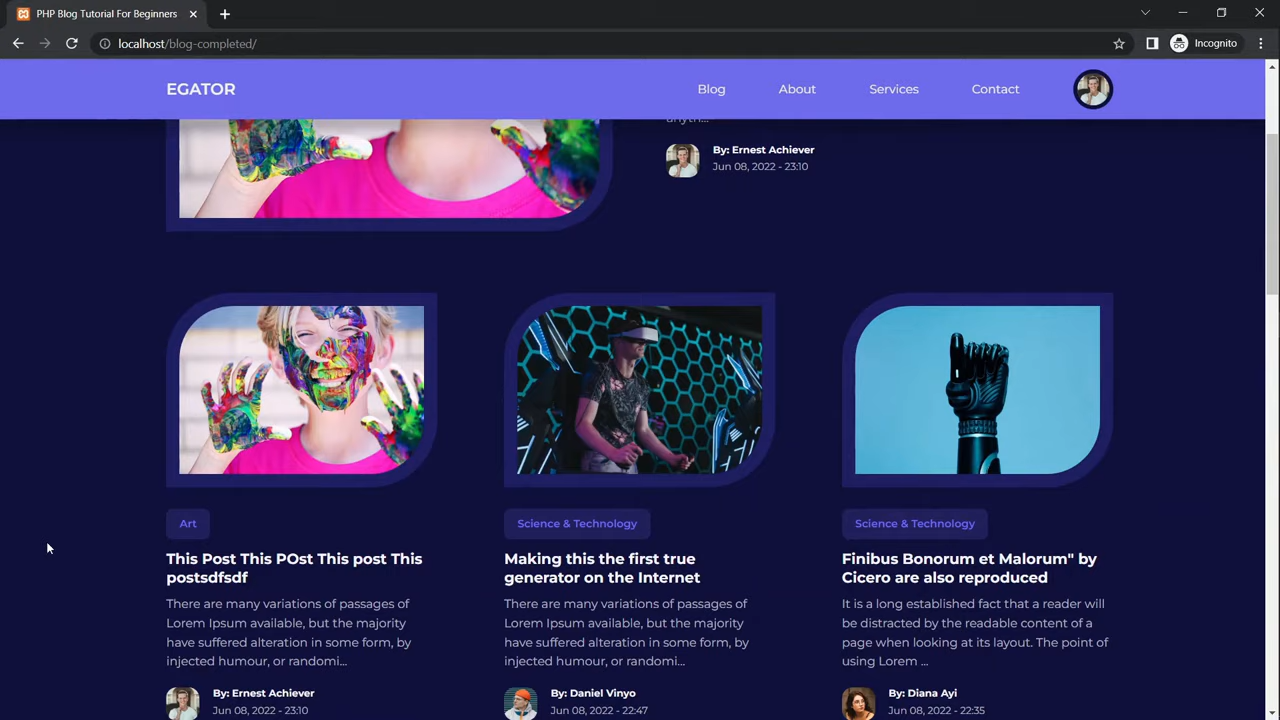 PHP Blog Tutorial For Beginners
localhost/blog-completed/
Incognito
EGATOR
Blog
About
Services
Contact
By: Ernest Achiever
Jun 08, 2022 - 23:10
Art
This Post This POst This post This
postsdfsdf
There are many variations of passages of
Lorem Ipsum available, but the majority
have suffered alteration in some form, by
injected humour, or randomi...
By: Ernest Achiever
Jun 08, 2022 - 23:10
Science & Technology
Making this the first true
generator on the Internet
There are many variations of passages of
Lorem Ipsum available, but the majority
have suffered alteration in some form, by
injected humour, or randomi...
By: Daniel Vinyo
Jun 08, 2022 - 22:47
Science & Technology
Finibus Bonorum et Malorum" by
Cicero are also reproduced
It is a long established fact that a reader will
be distracted by the readable content of a
page when looking at its layout. The point of
using Lorem ...
By: Diana Ayi
Jun 08, 2022 - 22:35